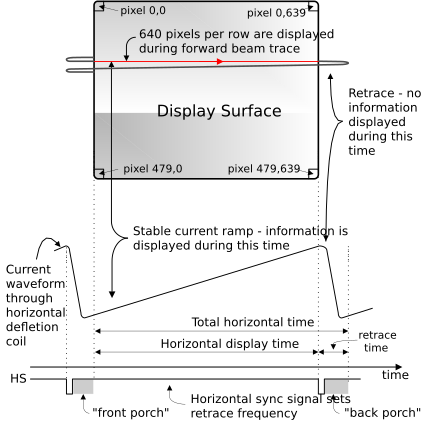 pixel 0,0
pixel 0,639
640 pixels per row are displayed
during forward beam trace
Display Surface
Retrace - no
information
displayed
during this
time
pixel 479,0
pixel 479,639
Stable current ramp - information is
displayed during this time
Current
waveform
through
horizontal
defletion
coil
Total horizontal time
Horizontal display time
retrace
time
time
HS
"front porch"
Horizontal sync signal sets
retrace frequency
"back porch"